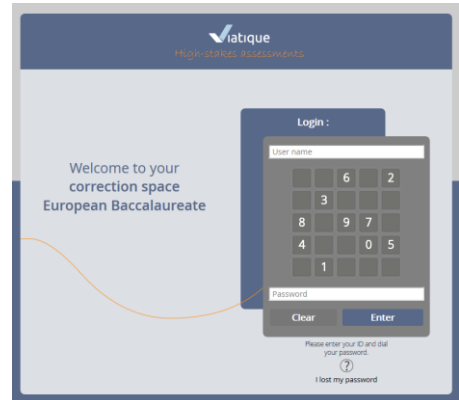 Viatique
High-stakes assessments
Login :
Welcome to your
correction space
European Baccalaureate
User name
6 2
3
8 9 7
4 0 5
1
Password
Clear Enter
Please enter your ID and dial
your password.
?
I lost my password